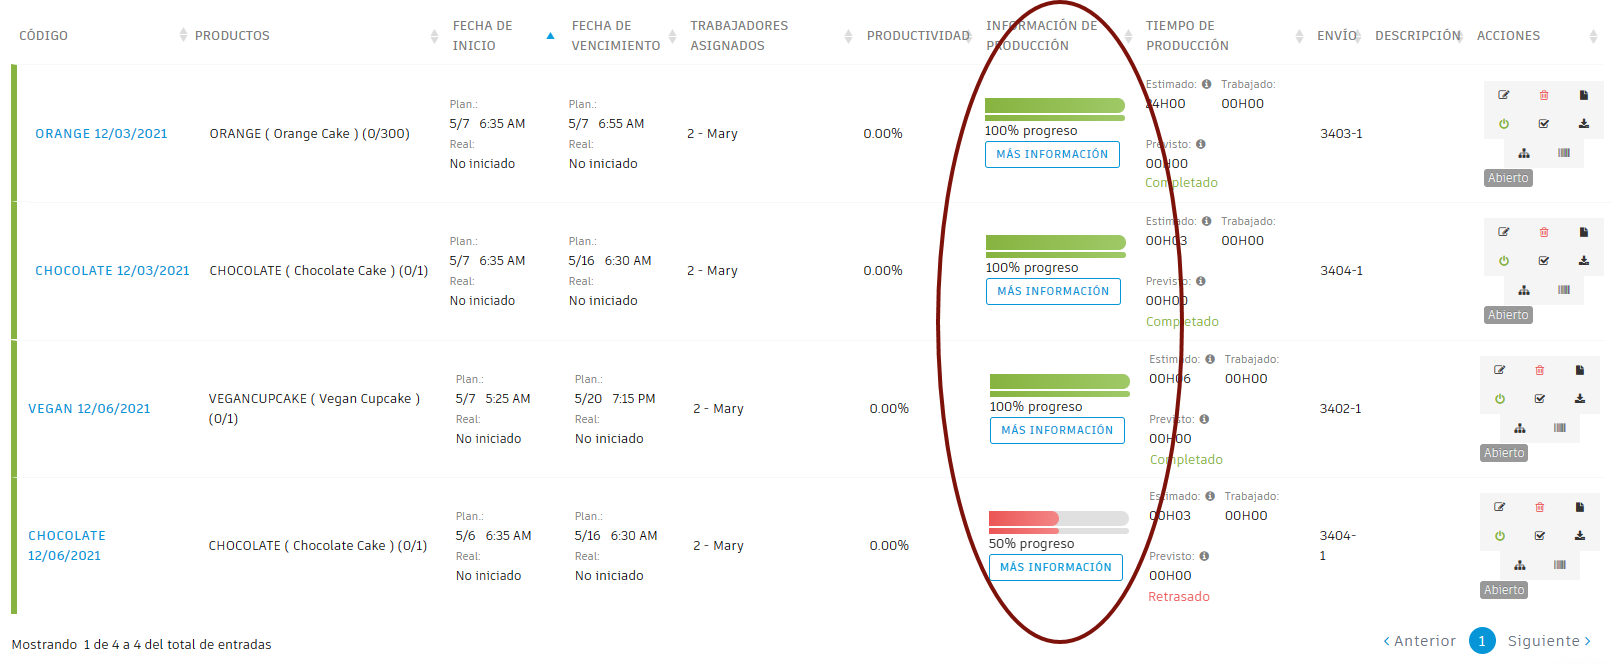 CÓDIGO
PRODUCTOS
FECHA DE
INICIO
FECHA DE
VENCIMIENTO
TRABAJADORES
ASIGNADOS
PRODUCTIVIDAD
INFORMACIÓN DE
PRODUCCIÓN
TIEMPO DE
PRODUCCIÓN
ENVÍO
DESCRIPCIÓN
ACCIONES
ORANGE 12/03/2021
ORANGE ( Orange Cake ) (0/300)
Plan.:
5/7 6:35 AM
Real:
No iniciado
Plan.:
5/7 6:55 AM
Real:
No iniciado
2 - Mary
0.00%
100% progreso
MÁS INFORMACIÓN
Estimado: Trabajado:
24H00 00H00
Previsto:
00H00
Completado
3403-1
Abierto
CHOCOLATE 12/03/2021
CHOCOLATE ( Chocolate Cake ) (0/1)
Plan.:
5/7 6:35 AM
Real:
No iniciado
Plan.:
5/16 6:30 AM
Real:
No iniciado
2 - Mary
0.00%
100% progreso
MÁS INFORMACIÓN
Estimado: Trabajado:
00H03 00H00
Previsto:
00H00
Completado
3404-1
Abierto
VEGAN 12/06/2021
VEGANCUPCAKE ( Vegan Cupcake )
(0/1)
Plan.:
5/7 5:25 AM
Real:
No iniciado
Plan.:
5/20 7:15 PM
Real:
No iniciado
2 - Mary
0.00%
100% progreso
MÁS INFORMACIÓN
Estimado: Trabajado:
00H06 00H00
Previsto:
00H00
Completado
3402-1
Abierto
CHOCOLATE
12/06/2021
CHOCOLATE ( Chocolate Cake ) (0/1)
Plan.:
5/6 6:35 AM
Real:
No iniciado
Plan.:
5/16 6:30 AM
Real:
No iniciado
2 - Mary
0.00%
50% progreso
MÁS INFORMACIÓN
Estimado: Trabajado:
00H03 00H00
Previsto:
00H00
Retrasado
3404-
1
Abierto
Mostrando 1 de 4 a 4 del total de entradas
Anterior 1 Siguiente